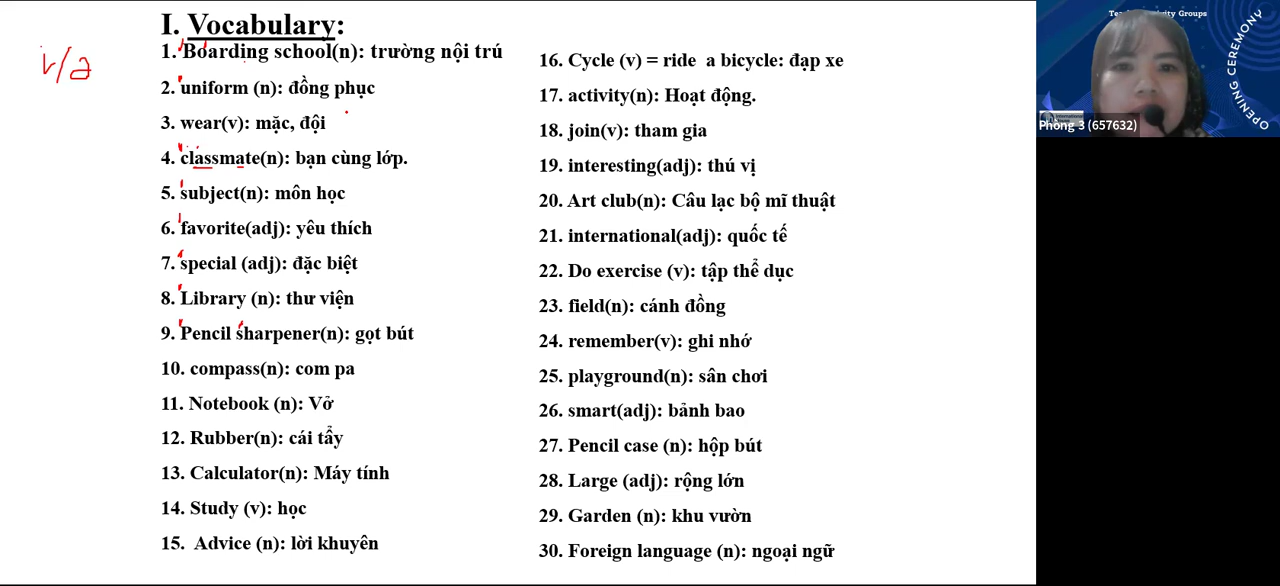 I. Vocabulary:
1. Boarding school(n): trường nội trú
2. uniform (n): đồng phục
3. wear(v): mặc, đội
4. classmate(n): bạn cùng lớp.
5. subject(n): môn học
6. favorite(adj): yêu thích
7. special (adj): đặc biệt
8. Library (n): thư viện
9. Pencil sharpener(n): gọt bút
10. compass(n): com pa
11. Notebook (n): Vở
12. Rubber(n): cái tẩy
13. Calculator(n): Máy tính
14. Study (v): học
15. Advice (n): lời khuyên
16. Cycle (v) = ride a bicycle: đạp xe
17. activity(n): Hoạt động.
18. join(v): tham gia
19. interesting(adj): thú vị
20. Art club(n): Câu lạc bộ mĩ thuật
21. international(adj): quốc tế
22. Do exercise (v): tập thể dục
23. field(n): cánh đồng
24. remember(v): ghi nhớ
25. playground(n): sân chơi
26. smart(adj): bảnh bao
27. Pencil case (n): hộp bút
28. Large (adj): rộng lớn
29. Garden (n): khu vườn
30. Foreign language (n): ngoại ngữ
Groups
OPENING CEREMONY
Phong 3 (657632)